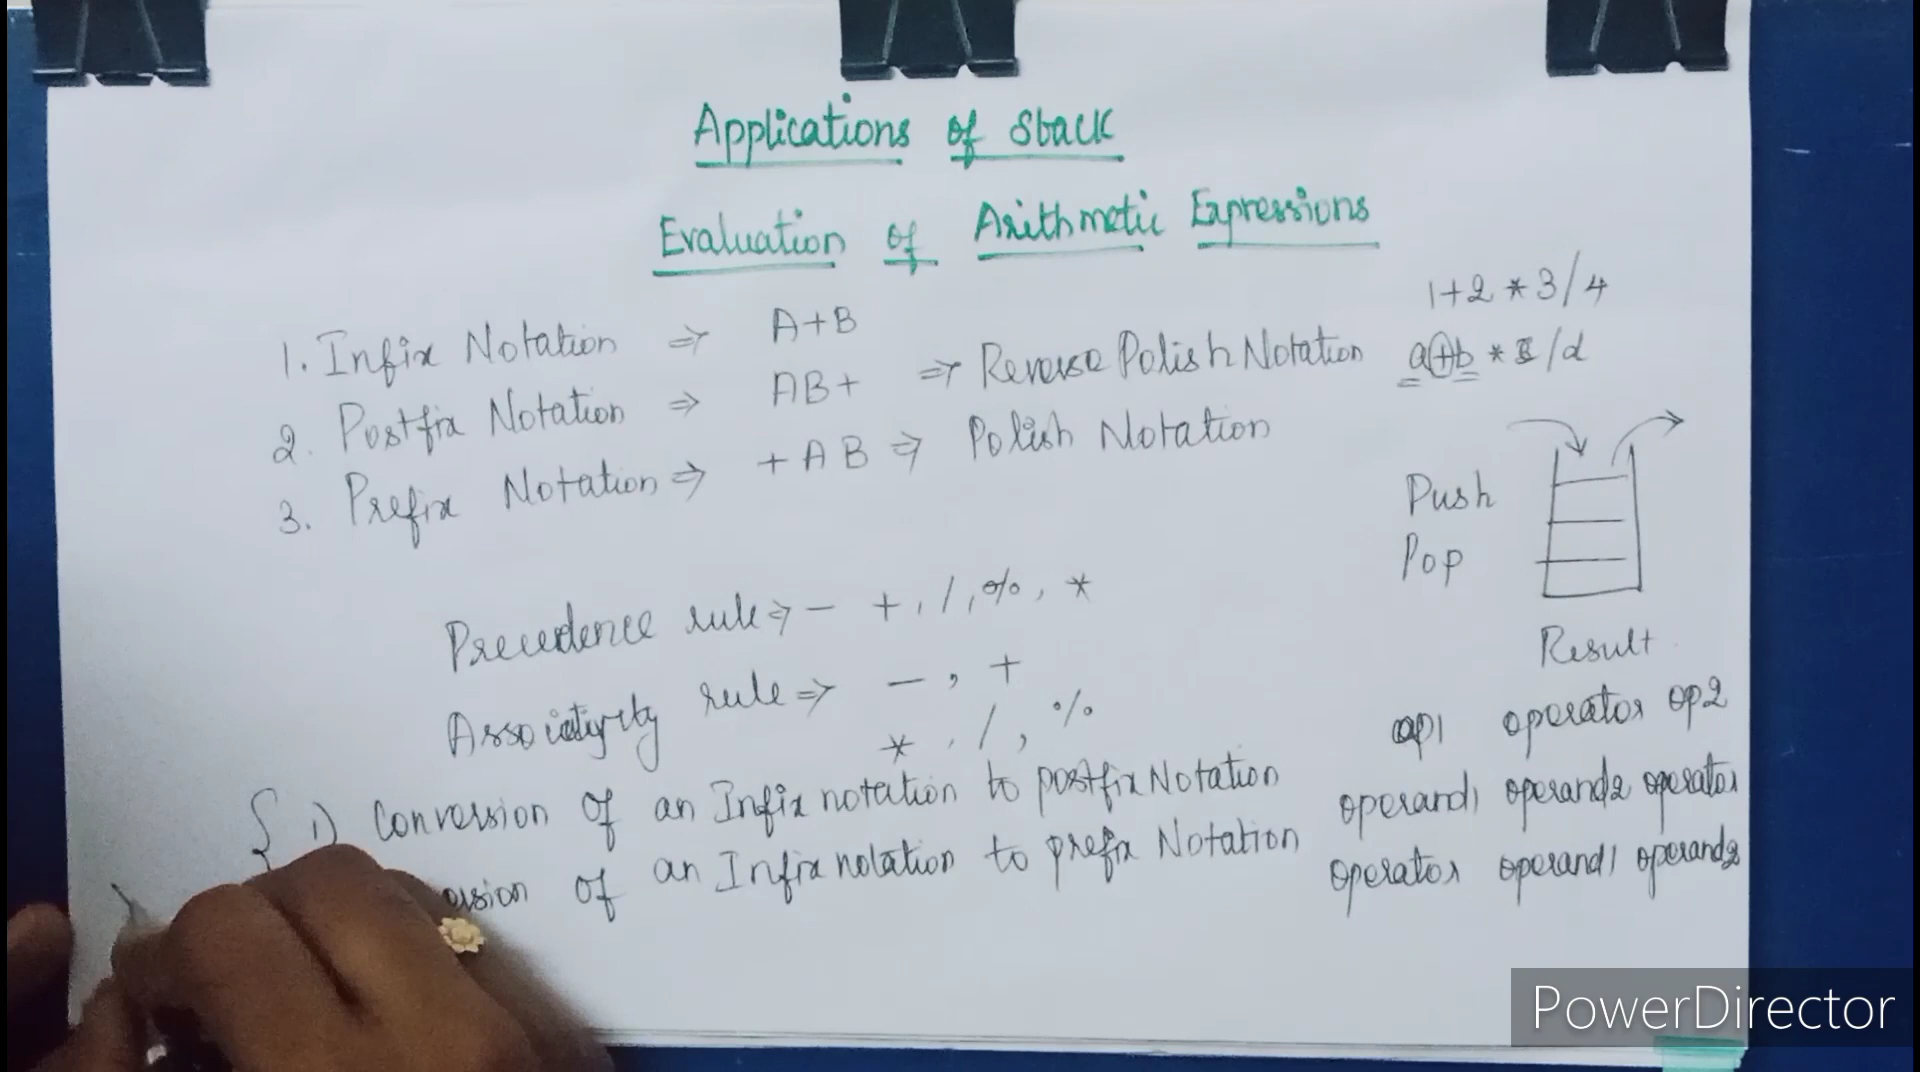 Applications of Stack
Evaluation of Arithmetic Expressions
1. Infix Notation ⇒ A+B
2. Postfix Notation ⇒ AB+ ⇒ Reverse Polish Notation
3. Prefix Notation ⇒ +AB ⇒ Polish Notation
1+2*3/4
a+b * /d
Push
Pop
Result
Precedence rule ⇒ - +, /, %, *
Associativity rule ⇒ -, +
*, /, %
op1 operator op2
1) Conversion of an Infix notation to postfix Notation
operand1 operand2 operator
of an Infix notation to prefix Notation
operator operand1 operand2
PowerDirector